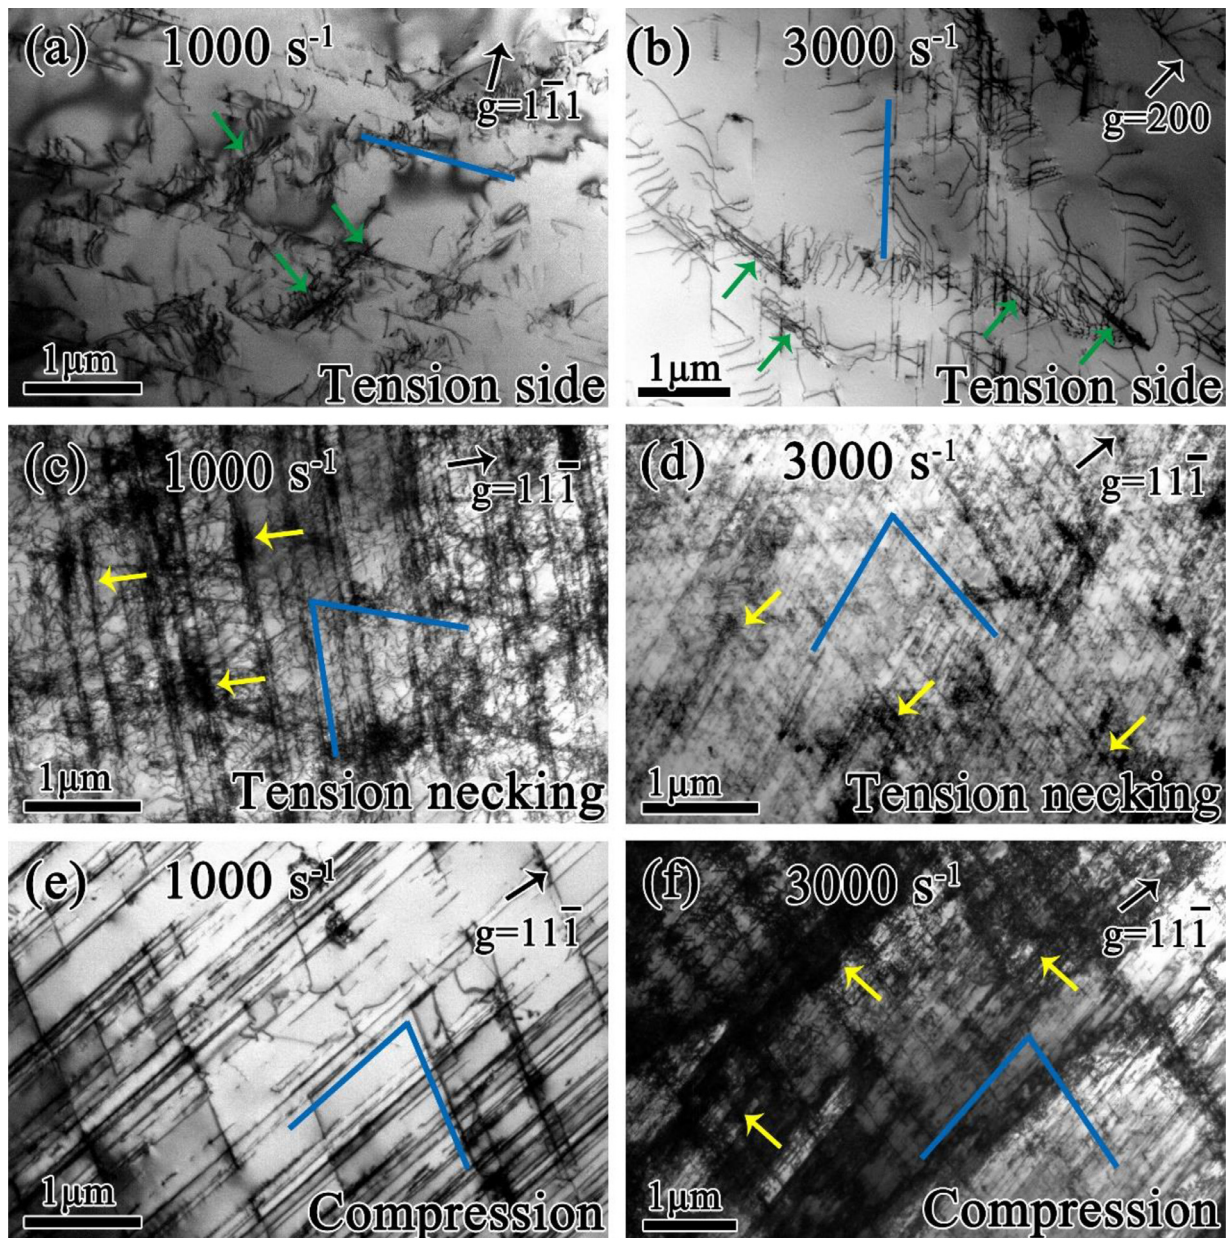 (a) 1000 s⁻¹
g=11̅1
1μm
Tension side
(b) 3000 s⁻¹
g=200
1μm
Tension side
(c) 1000 s⁻¹
g=111̅
1μm
Tension necking
(d) 3000 s⁻¹
g=111̅
1μm
Tension necking
(e) 1000 s⁻¹
g=111̅
1μm
Compression
(f) 3000 s⁻¹
g=111̅
1μm
Compression